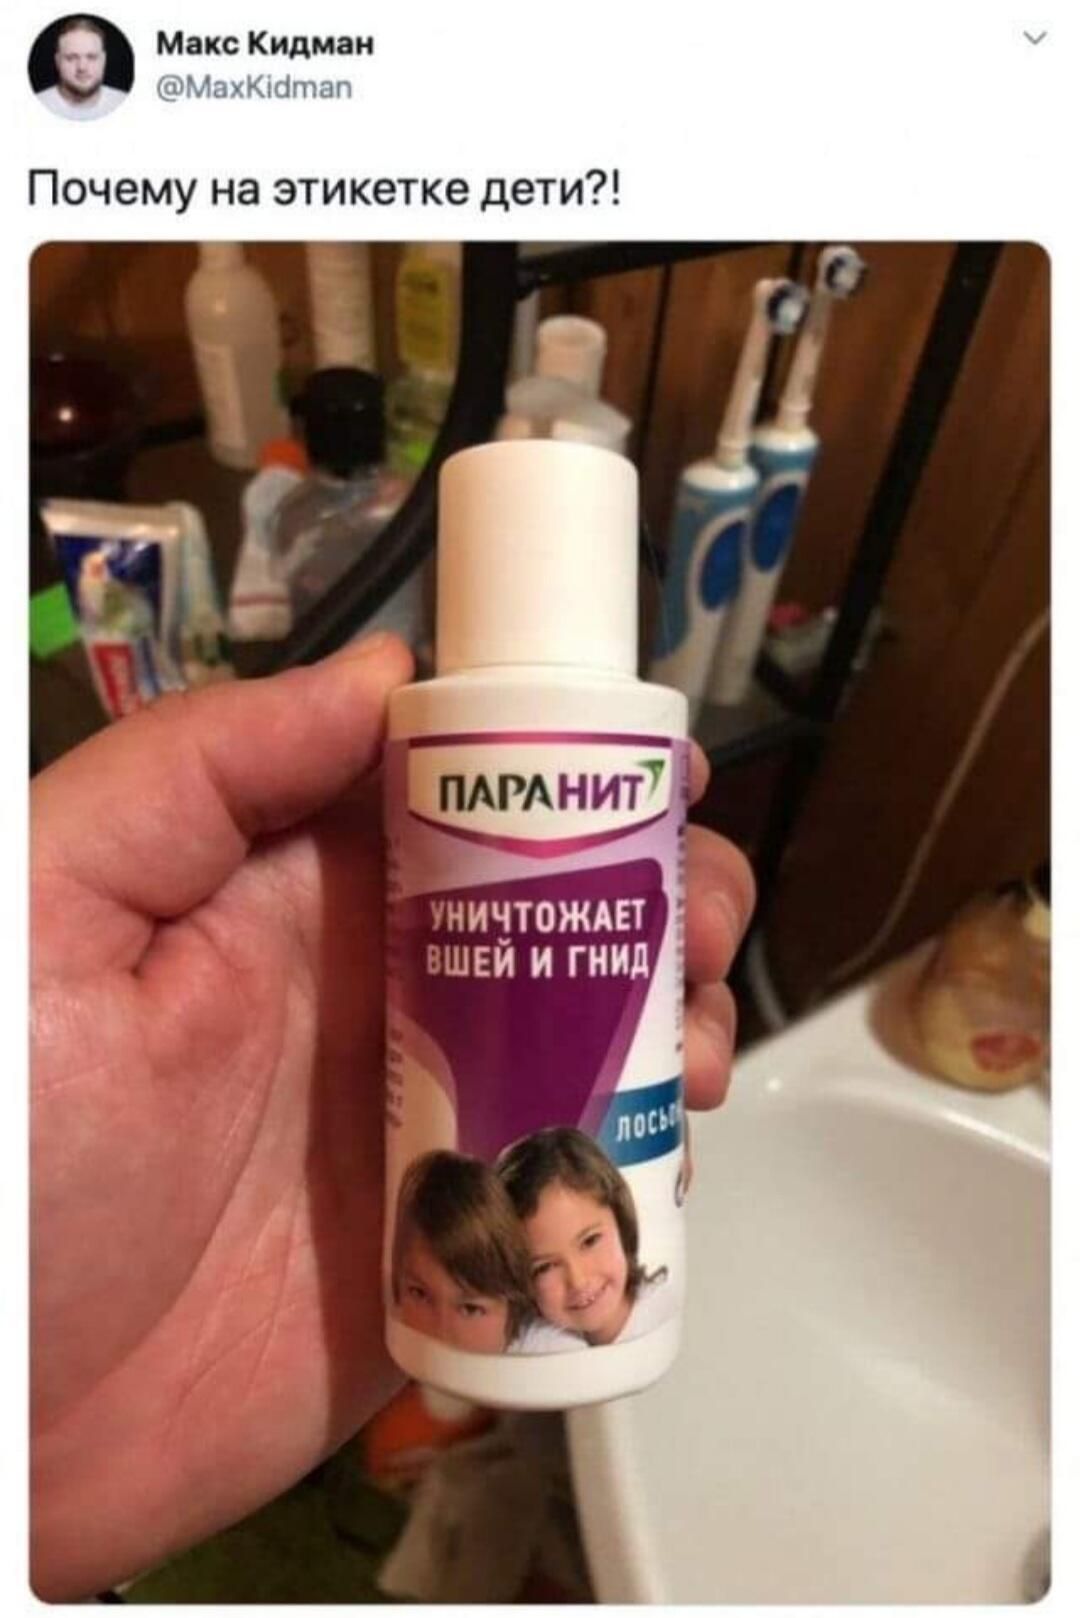 Макс Кидман
@MaxKidman
Почему на этикетке дети?!
ПАРАНИТ
УНИЧТОЖАЕТ
ВШЕЙ И ГНИД